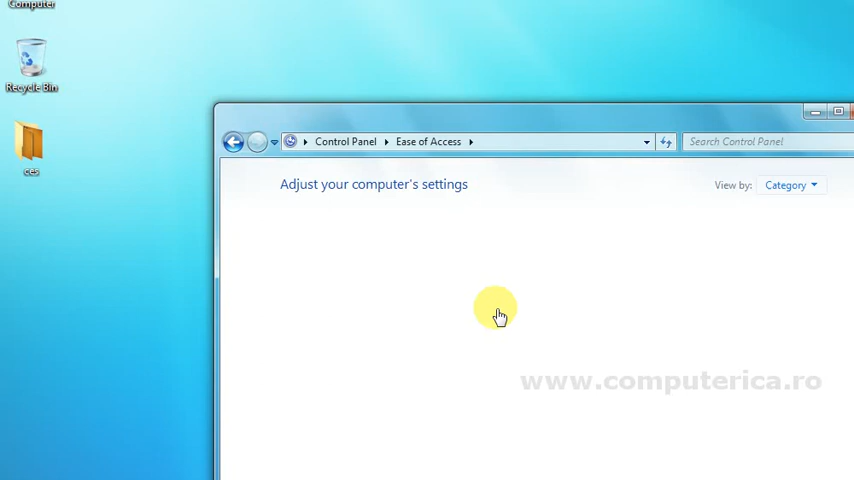 Computer
Recycle Bin
ces
Control Panel Ease of Access
Search Control Panel
Adjust your computer's settings
View by: Category
www.computerica.ro